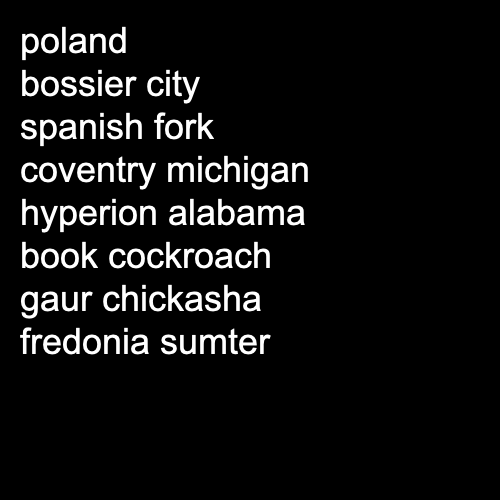 poland
bossier city
spanish fork
coventry michigan
hyperion alabama
book cockroach
gaur chickasha
fredonia sumter